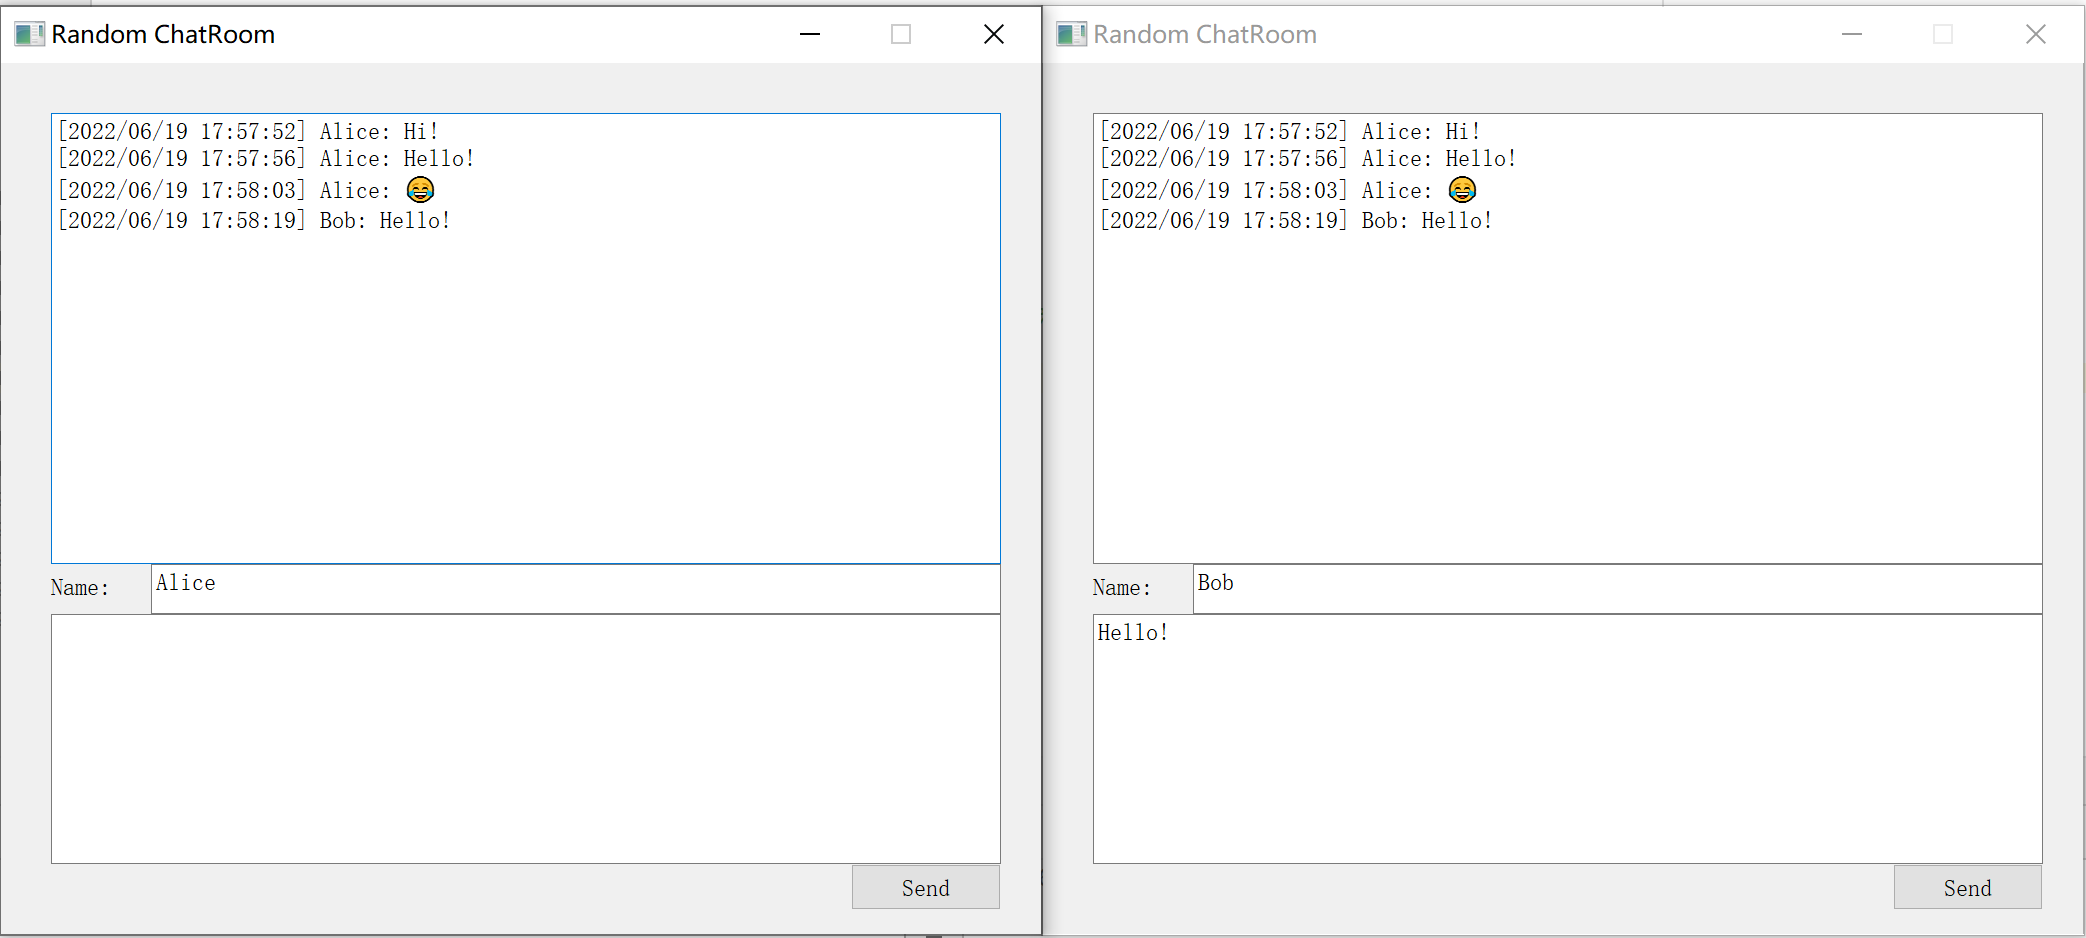 Random ChatRoom
[2022/06/19 17:57:52] Alice: Hi!
[2022/06/19 17:57:56] Alice: Hello!
[2022/06/19 17:58:03] Alice: 😂
[2022/06/19 17:58:19] Bob: Hello!
Name:
Alice
Send
Random ChatRoom
[2022/06/19 17:57:52] Alice: Hi!
[2022/06/19 17:57:56] Alice: Hello!
[2022/06/19 17:58:03] Alice: 😂
[2022/06/19 17:58:19] Bob: Hello!
Name:
Bob
Hello!
Send